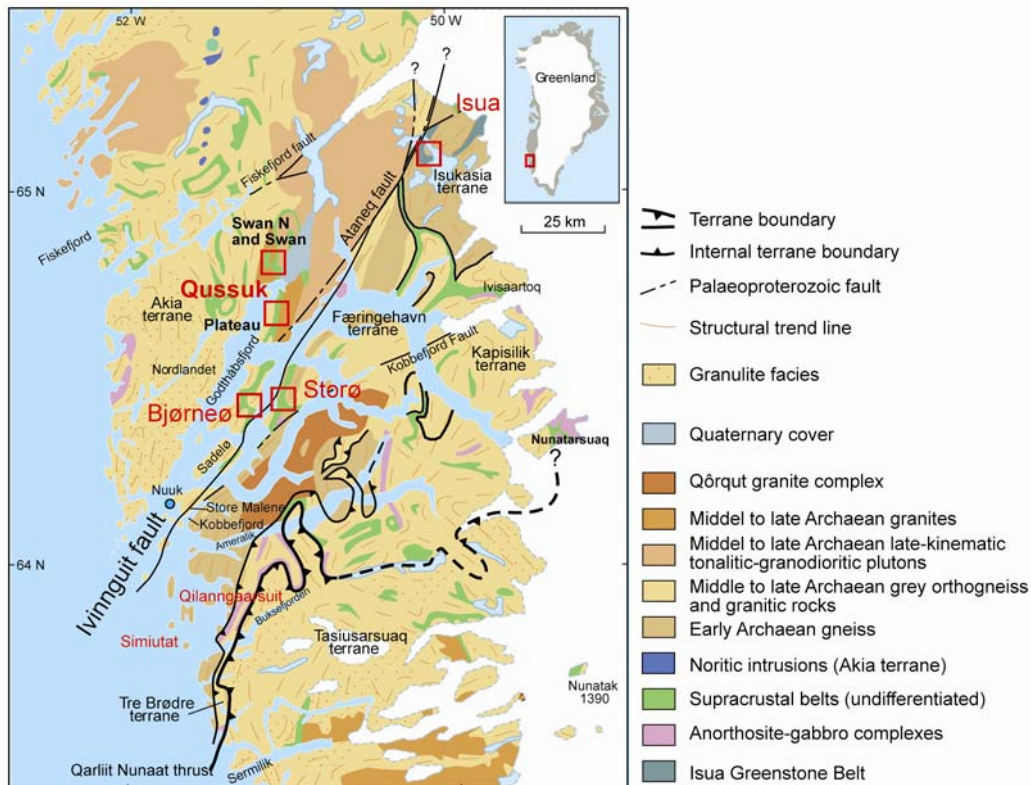 52 W
50 W
?
?
Isua
Greenland
Fiskefjord fault
Isukasia
terrane
65 N
Ataneq fault
25 km
Swan N
and Swan
Fiskefjord
Qussuk
Ivisaartoq
Akia
terrane
Plateau
Færingehavn
terrane
Kobbefjord Fault
Kapisilik
terrane
Nordlandet
Godthåbsfjord
Bjørneø
Storø
Nunatarsuaq
?
Sadelø
Nuuk
Store Malene
Kobbefjord
Ameralik
64 N
Ivinnguit fault
Qilanngaarsuit
Buksefjorden
Simiutat
Tasiusarsuaq
terrane
Nunatak
1390
Tre Brødre
terrane
Qarliit Nunaat thrust
Sermilik
Terrane boundary
Internal terrane boundary
Palaeoproterozoic fault
Structural trend line
Granulite facies
Quaternary cover
Qôrqut granite complex
Middel to late Archaean granites
Middel to late Archaean late-kinematic
tonalitic-granodioritic plutons
Middle to late Archaean grey orthogneiss
and granitic rocks
Early Archaean gneiss
Noritic intrusions (Akia terrane)
Supracrustal belts (undifferentiated)
Anorthosite-gabbro complexes
Isua Greenstone Belt